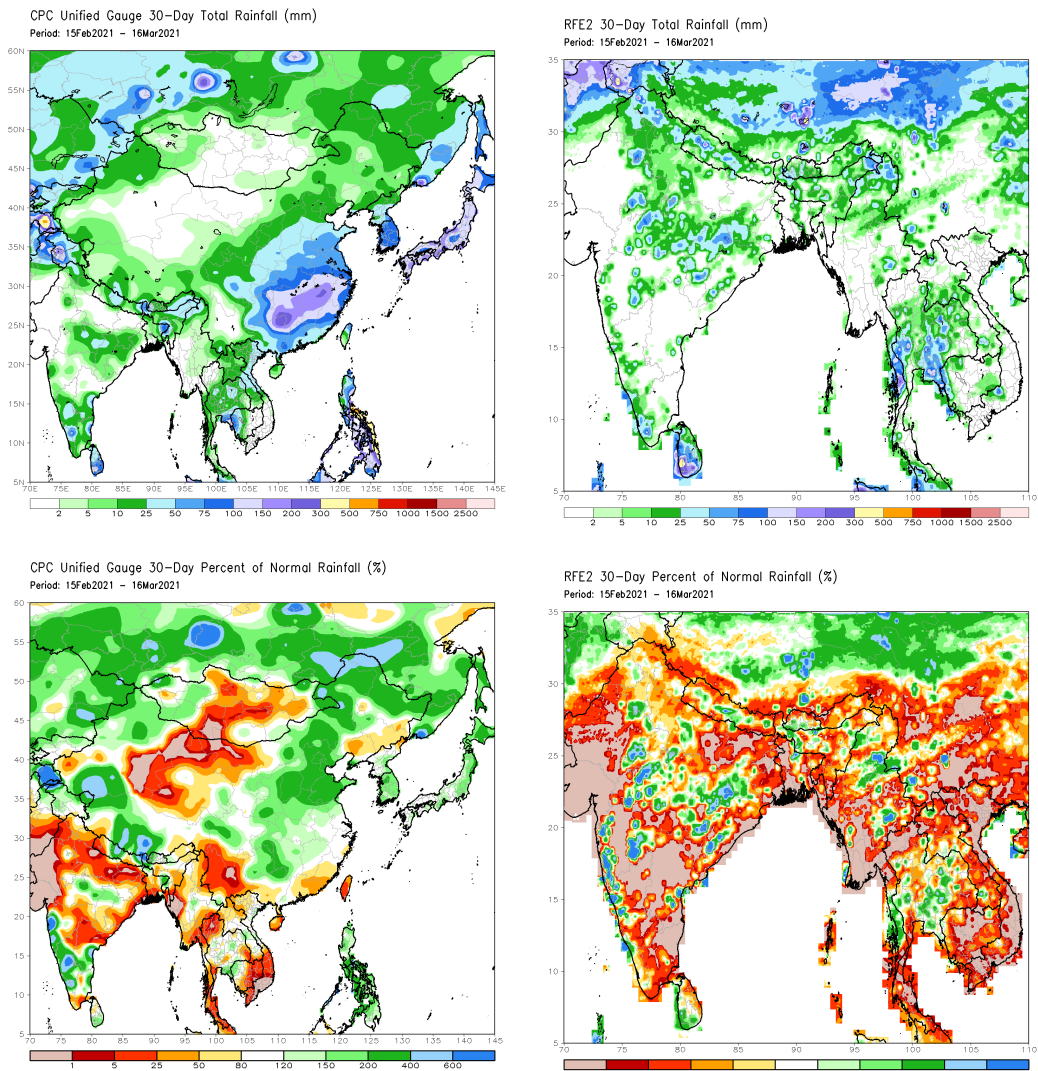 CPC Unified Gauge 30-Day Total Rainfall (mm)
Period: 15Feb2021 - 16Mar2021
60N
55N
50N
45N
40N
35N
30N
25N
20N
15N
10N
5N
70E 75E 80E 85E 90E 95E 100E 105E 110E 115E 120E 125E 130E 135E 140E 145E
2 5 10 25 50 75 100 150 200 300 500 750 1000 1500 2500
RFE2 30-Day Total Rainfall (mm)
Period: 15Feb2021 - 16Mar2021
35
30
25
20
15
10
5
70 75 80 85 90 95 100 105 110
2 5 10 25 50 75 100 150 200 300 500 750 1000 1500 2500
CPC Unified Gauge 30-Day Percent of Normal Rainfall (%)
Period: 15Feb2021 - 16Mar2021
60
55
50
45
40
35
30
25
20
15
10
5
70 75 80 85 90 95 100 105 110 115 120 125 130 135 140 145
1 5 25 50 80 120 150 200 400 600
RFE2 30-Day Percent of Normal Rainfall (%)
Period: 15Feb2021 - 16Mar2021
35
30
25
20
15
10
5
70 75 80 85 90 95 100 105 110